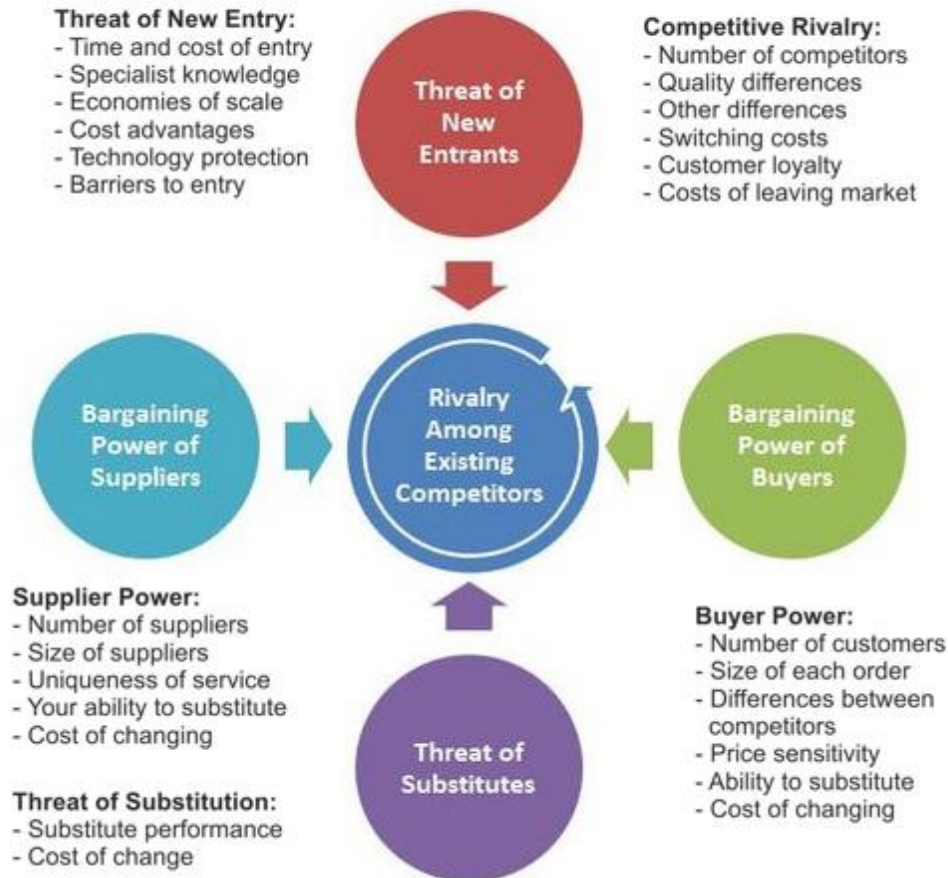 Threat of New Entry:
- Time and cost of entry
- Specialist knowledge
- Economies of scale
- Cost advantages
- Technology protection
- Barriers to entry
Threat of
New
Entrants
Competitive Rivalry:
- Number of competitors
- Quality differences
- Other differences
- Switching costs
- Customer loyalty
- Costs of leaving market
Bargaining
Power of
Suppliers
Rivalry
Among
Existing
Competitors
Bargaining
Power of
Buyers
Supplier Power:
- Number of suppliers
- Size of suppliers
- Uniqueness of service
- Your ability to substitute
- Cost of changing
Threat of Substitution:
- Substitute performance
- Cost of change
Threat of
Substitutes
Buyer Power:
- Number of customers
- Size of each order
- Differences between
competitors
- Price sensitivity
- Ability to substitute
- Cost of changing